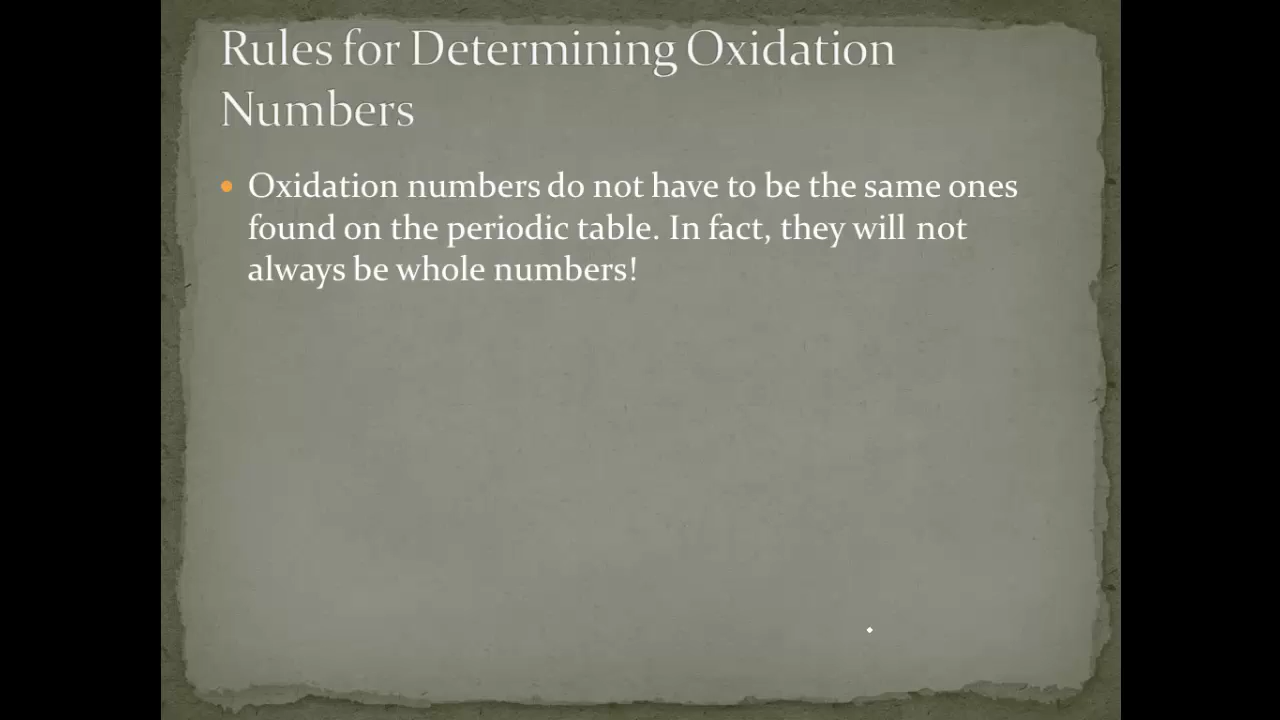 Rules for Determining Oxidation
Numbers
Oxidation numbers do not have to be the same ones
found on the periodic table. In fact, they will not
always be whole numbers!